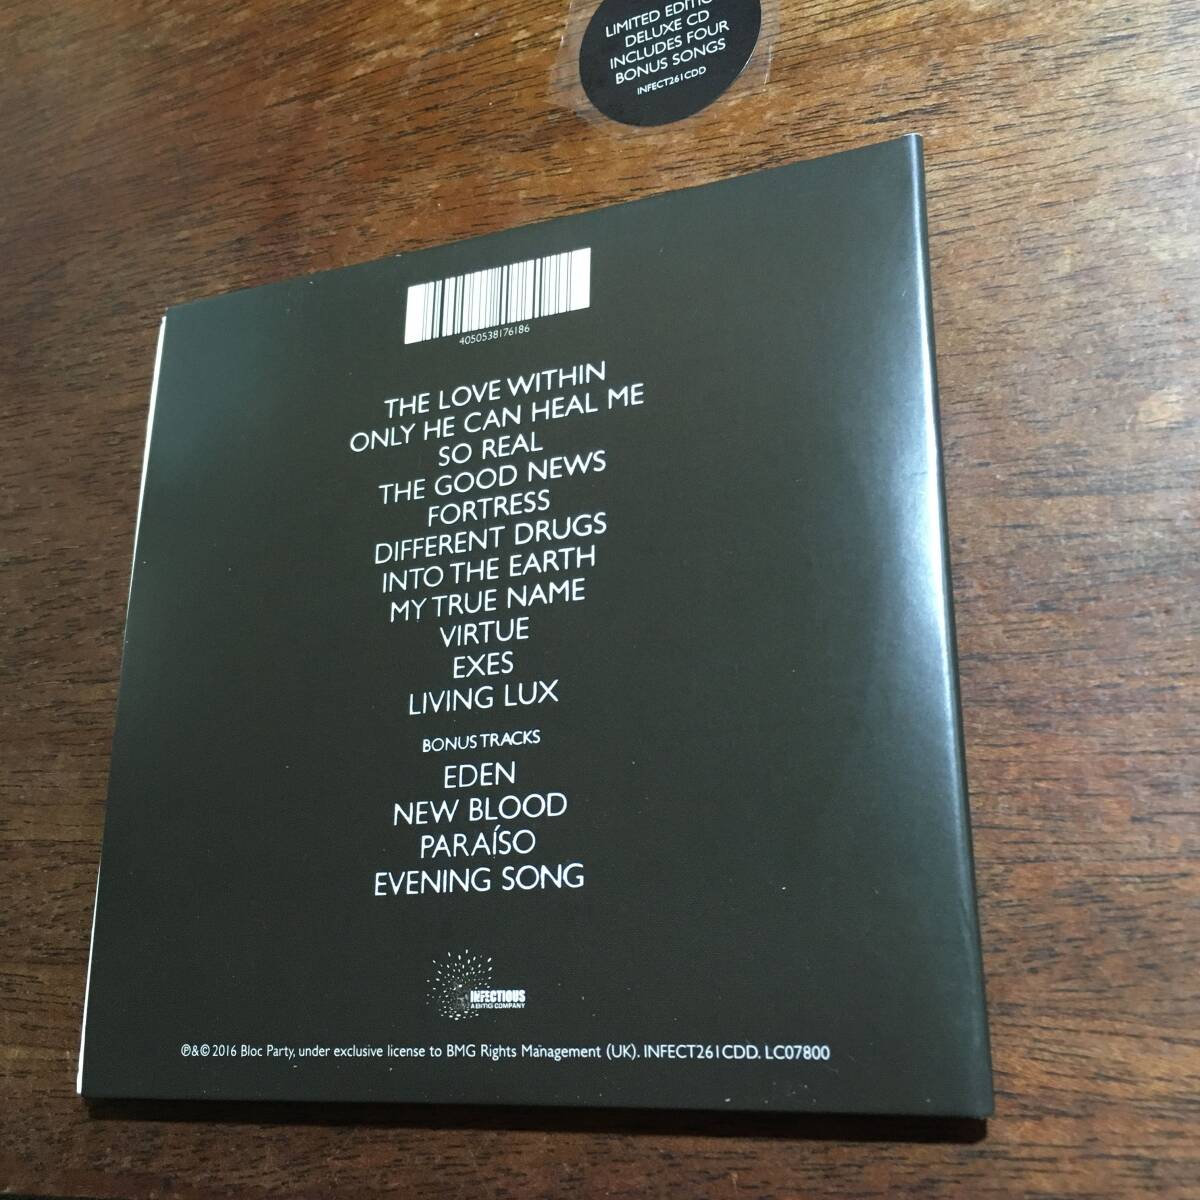 LIMITED EDITIO
DELUXE CD
INCLUDES FOUR
BONUS SONGS
INFECT261CDD
4050538176186
THE LOVE WITHIN
ONLY HE CAN HEAL ME
SO REAL
THE GOOD NEWS
FORTRESS
DIFFERENT DRUGS
INTO THE EARTH
MY TRUE NAME
VIRTUE
EXES
LIVING LUX
BONUS TRACKS
EDEN
NEW BLOOD
PARAÍSO
EVENING SONG
INFECTIOUS
A BMG COMPANY
℗&© 2016 Bloc Party, under exclusive license to BMG Rights Management (UK). INFECT261CDD. LC07800